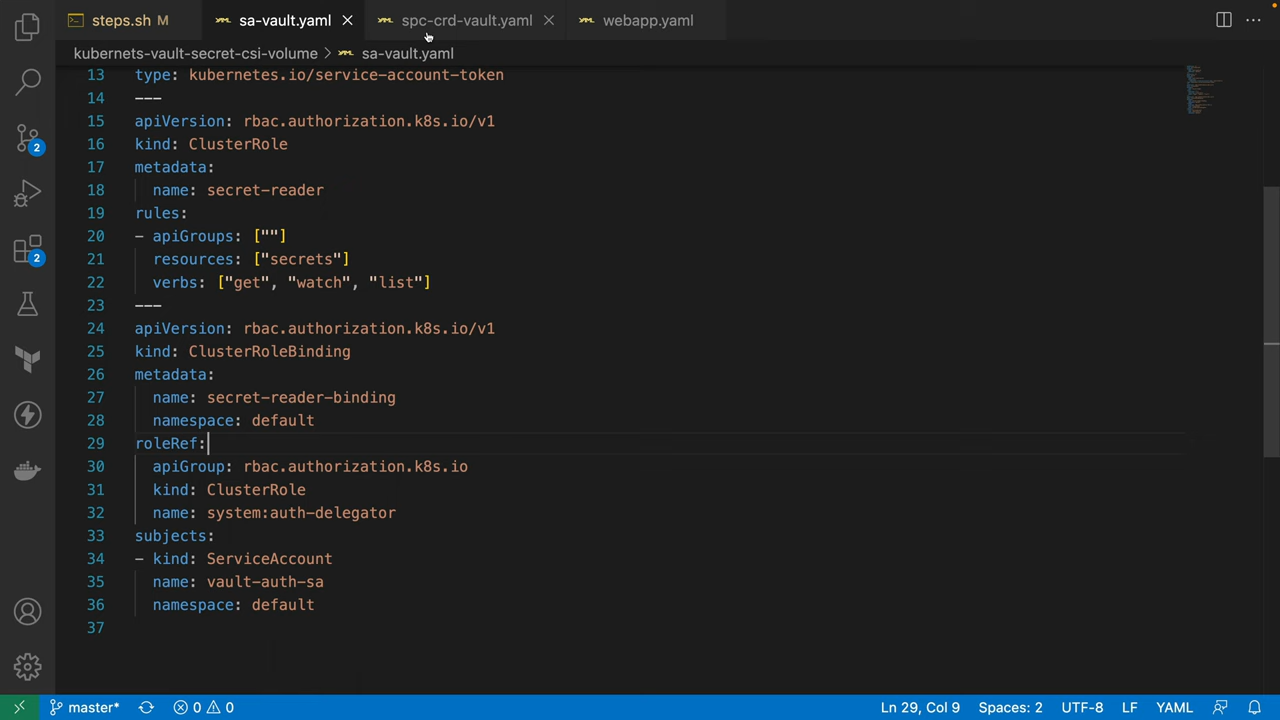 steps.sh M
sa-vault.yaml
spc-crd-vault.yaml
webapp.yaml
kubernets-vault-secret-csi-volume > sa-vault.yaml
13 type: kubernetes.io/service-account-token
14 ---
15 apiVersion: rbac.authorization.k8s.io/v1
16 kind: ClusterRole
17 metadata:
18   name: secret-reader
19 rules:
20 - apiGroups: [""]
21   resources: ["secrets"]
22   verbs: ["get", "watch", "list"]
23 ---
24 apiVersion: rbac.authorization.k8s.io/v1
25 kind: ClusterRoleBinding
26 metadata:
27   name: secret-reader-binding
28   namespace: default
29 roleRef:
30   apiGroup: rbac.authorization.k8s.io
31   kind: ClusterRole
32   name: system:auth-delegator
33 subjects:
34 - kind: ServiceAccount
35   name: vault-auth-sa
36   namespace: default
37
2
2
master* 0 0 Ln 29, Col 9 Spaces: 2 UTF-8 LF YAML